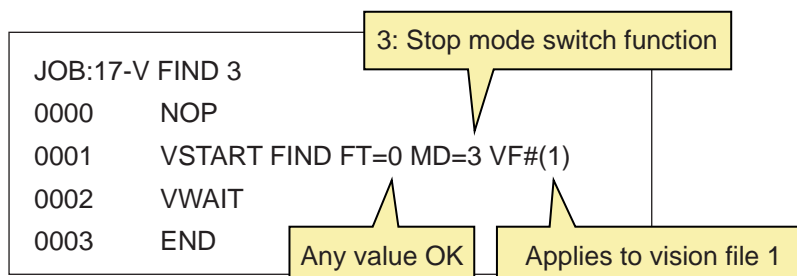 3: Stop mode switch function
JOB:17-V FIND 3
0000 NOP
0001 VSTART FIND FT=0 MD=3 VF#(1)
0002 VWAIT
0003 END
Any value OK
Applies to vision file 1